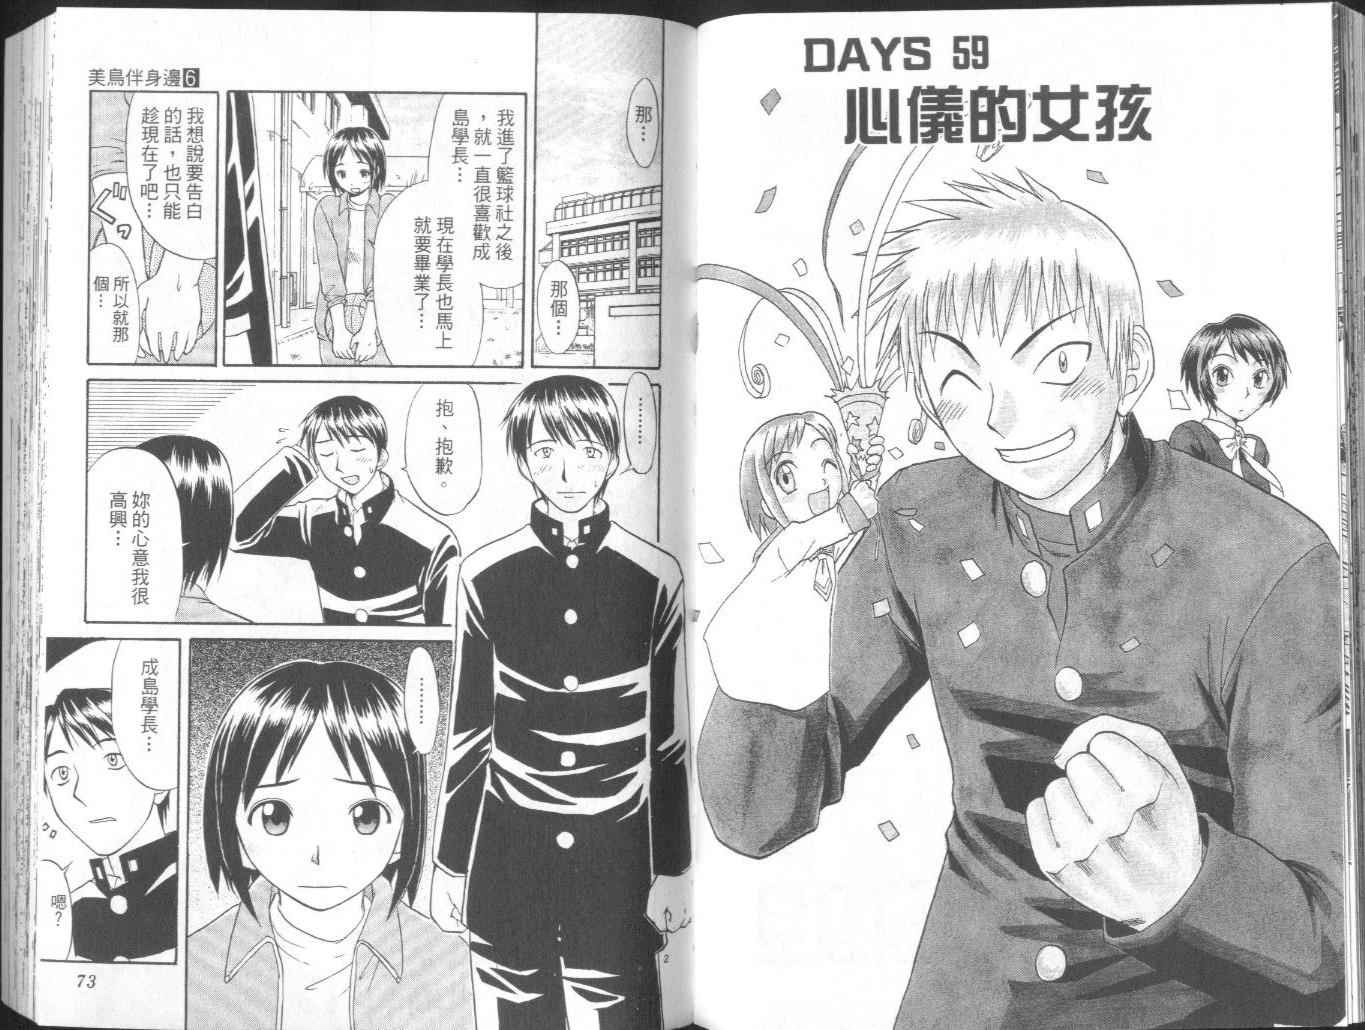 DAYS 59
心儀的女孩
美鳥伴身邊6
那…
那個…
我進了籃球社之後
，就一直很喜歡成
島學長…
現在學長也馬上
就要畢業了…
我想說要告白
的話，也只能
趁現在了吧…
所以就那
個…
………
抱、抱歉。
妳的心意我很
高興…
………
成島學長…
嗯？
73
2